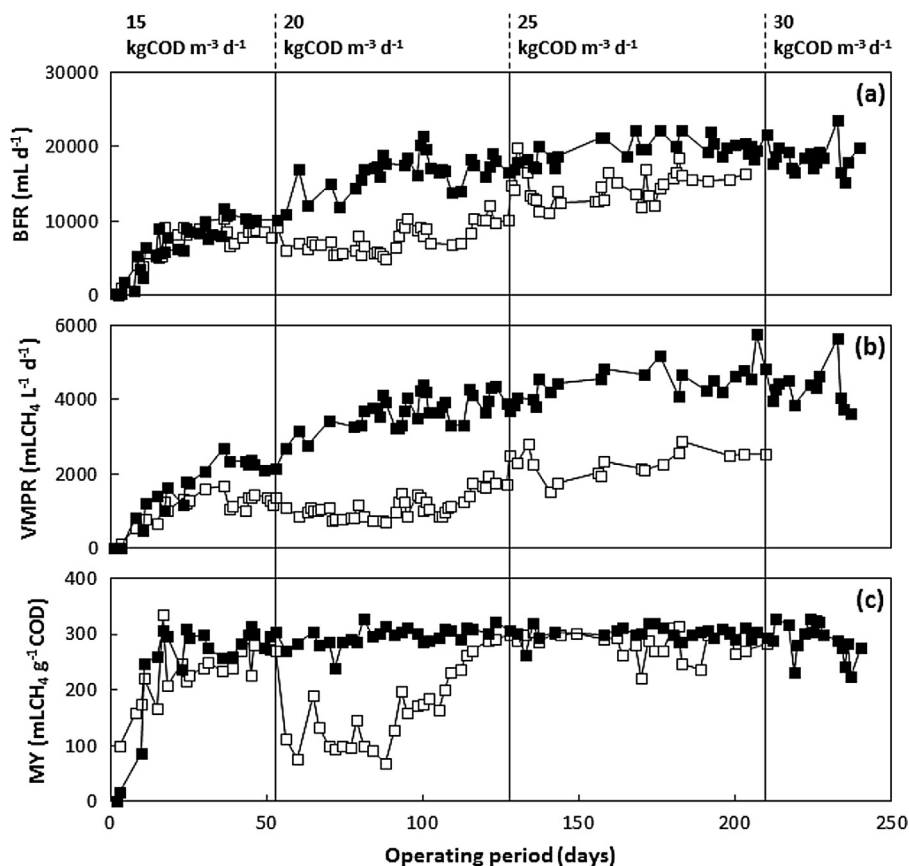 15 20 25 30
kgCOD m⁻³ d⁻¹ kgCOD m⁻³ d⁻¹ kgCOD m⁻³ d⁻¹ kgCOD m⁻³ d⁻¹
30000
20000
10000
0
BFR (mL d⁻¹)
(a)
6000
4000
2000
0
VMPR (mLCH₄ L⁻¹ d⁻¹)
(b)
400
300
200
100
0
MY (mLCH₄ g⁻¹ COD)
(c)
0 50 100 150 200 250
Operating period (days)